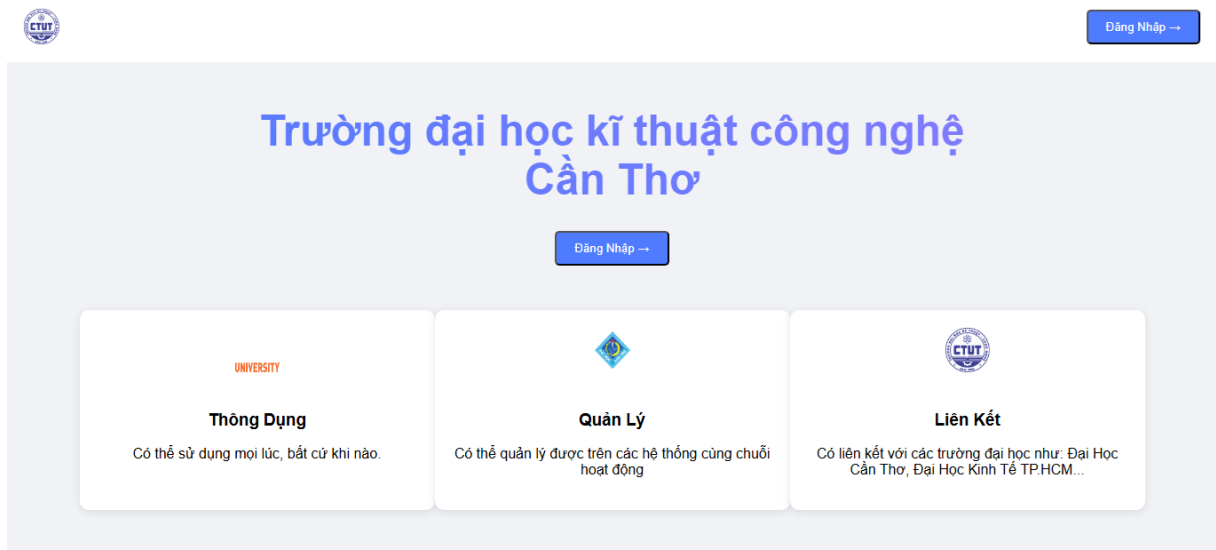 CTUT
Đăng Nhập →
Trường đại học kĩ thuật công nghệ
Cần Thơ
Đăng Nhập →
UNIVERSITY
CTUT
Thông Dụng
Quản Lý
Liên Kết
Có thể sử dụng mọi lúc, bất cứ khi nào.
Có thể quản lý được trên các hệ thống cùng chuỗi
hoạt động
Có liên kết với các trường đại học như: Đại Học
Cần Thơ, Đại Học Kinh Tế TP.HCM...